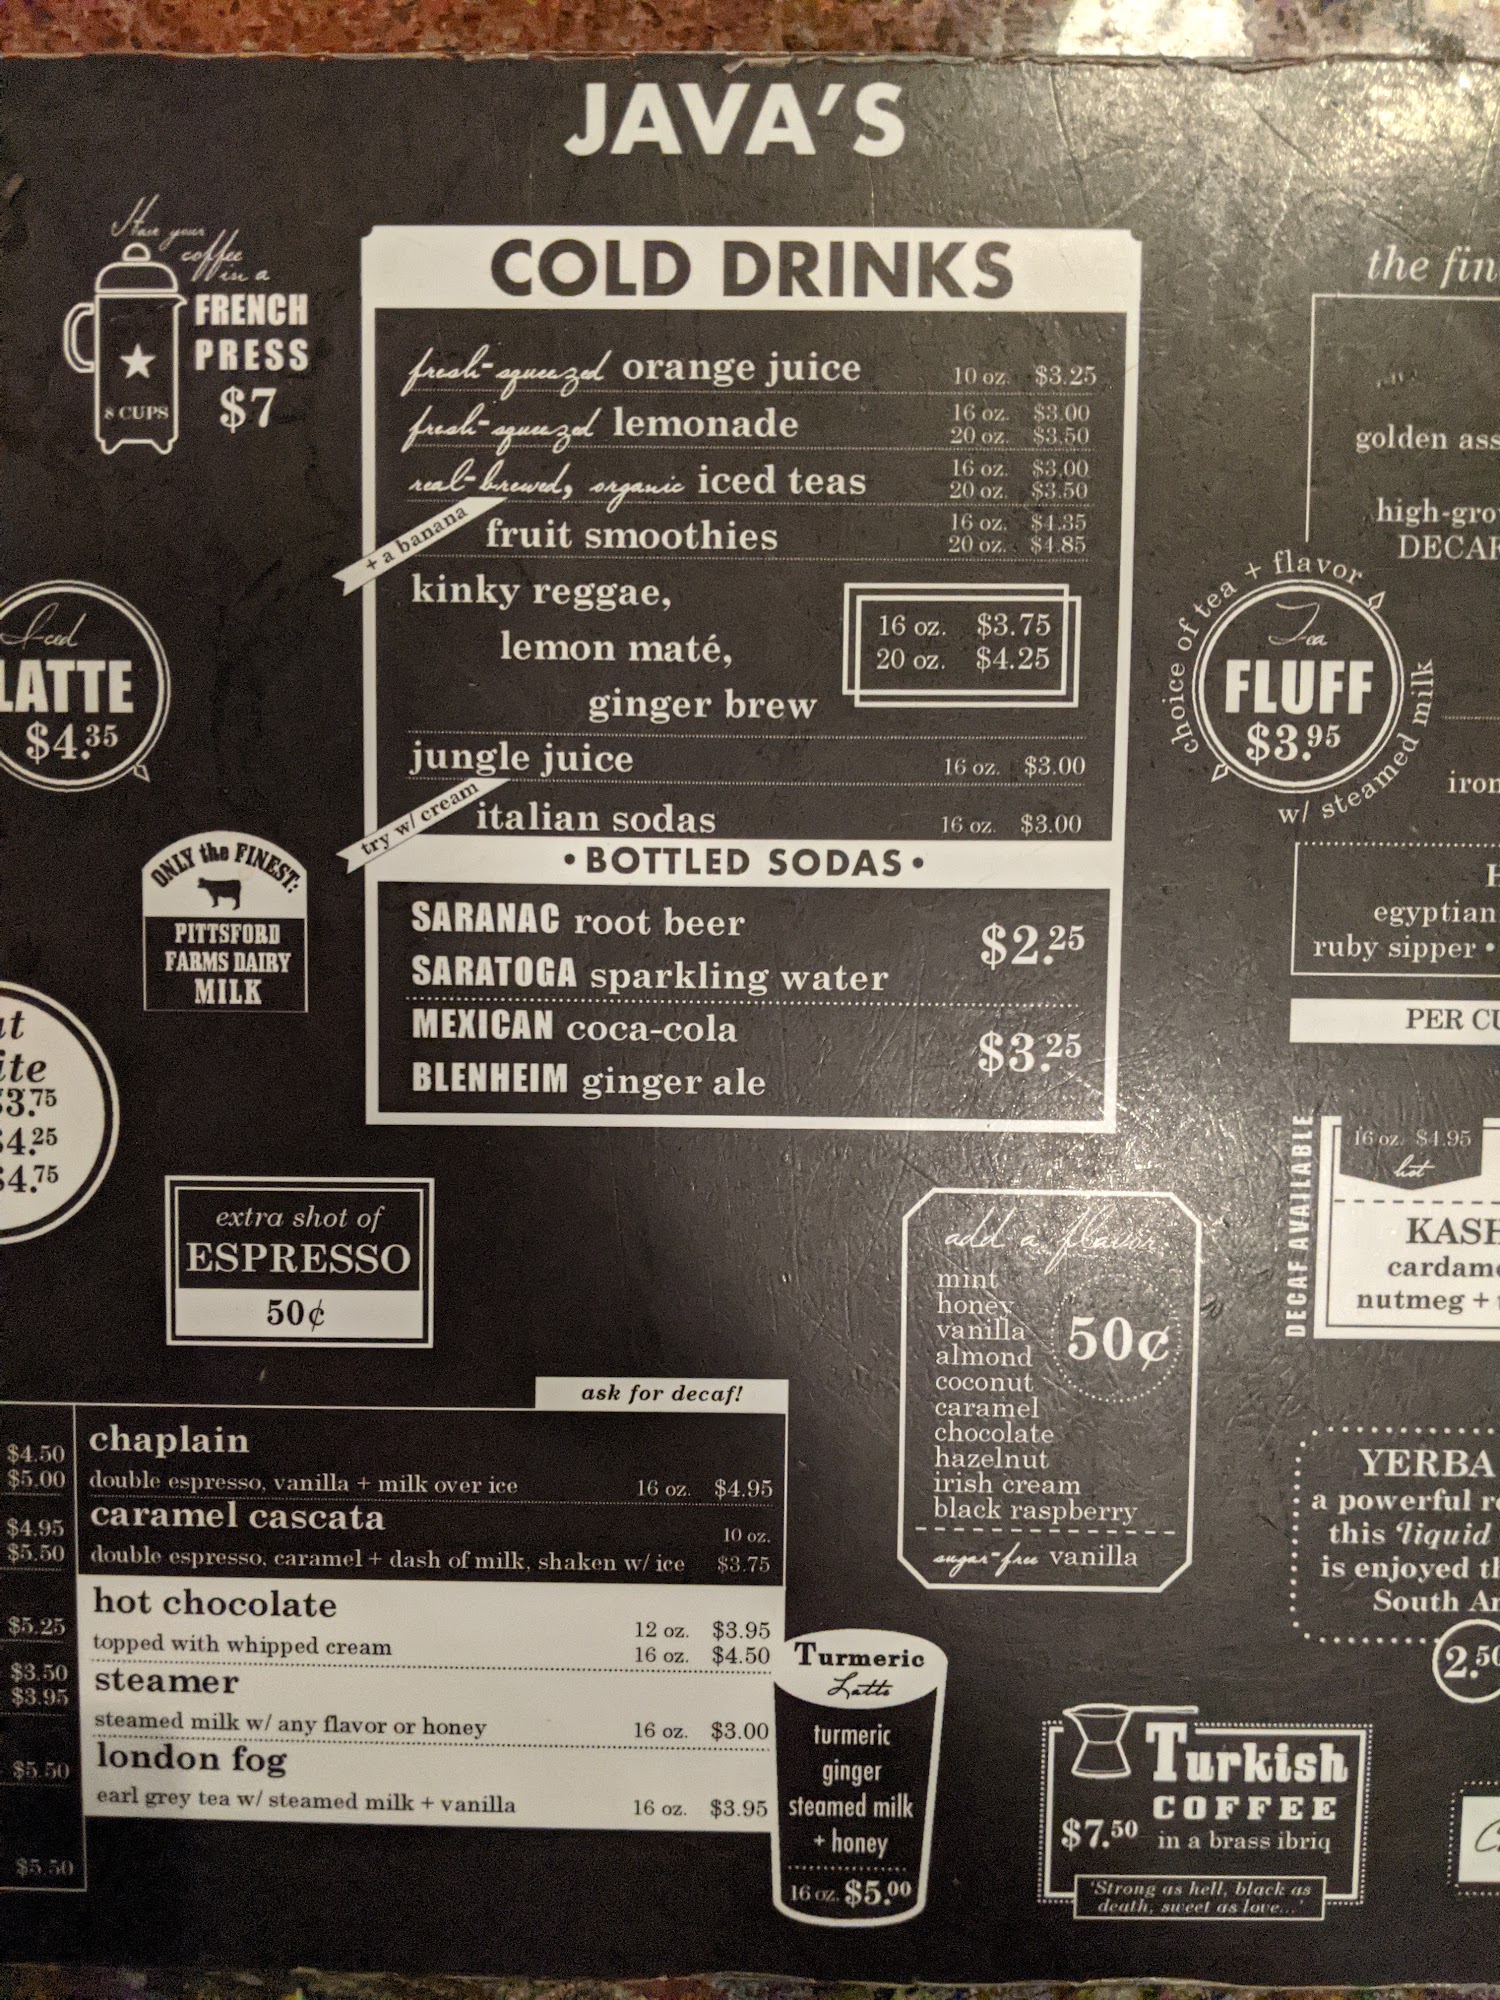 JAVA'S
Have your
coffee
in a
FRENCH
PRESS
$7
8 CUPS
COLD DRINKS
fresh-squeezed orange juice 10 oz. $3.25
fresh-squeezed lemonade 16 oz. $3.00
20 oz. $3.50
real-brewed, organic iced teas 16 oz. $3.00
20 oz. $3.50
+ a banana
fruit smoothies 16 oz. $4.35
20 oz. $4.85
kinky reggae,
lemon maté,
ginger brew
16 oz. $3.75
20 oz. $4.25
jungle juice 16 oz. $3.00
try w/ cream
italian sodas 16 oz. $3.00
• BOTTLED SODAS •
SARANAC root beer
SARATOGA sparkling water
$2.25
MEXICAN coca-cola
BLENHEIM ginger ale
$3.25
Iced
LATTE
$4.35
ONLY the FINEST:
PITTSFORD
FARMS DAIRY
MILK
$3.75
$4.25
$4.75
extra shot of
ESPRESSO
50¢
the fin
golden ass
high-gro
DECAF
choice of tea + flavor
Tea
FLUFF
$3.95
w/ steamed milk
iron
H
egyptian
ruby sipper •
PER CU
DECAF AVAILABLE
16 oz. $4.95
hot
KASH
cardam
nutmeg +
add a flavor
mint
honey
vanilla
almond
coconut
caramel
chocolate
hazelnut
irish cream
black raspberry
50¢
sugar-free vanilla
ask for decaf!
$4.50
$5.00
$4.95
$5.50
$5.25
$3.50
$3.95
$5.50
$5.50
chaplain
double espresso, vanilla + milk over ice 16 oz. $4.95
caramel cascata 10 oz.
double espresso, caramel + dash of milk, shaken w/ ice $3.75
hot chocolate 12 oz. $3.95
topped with whipped cream 16 oz. $4.50
steamer
steamed milk w/ any flavor or honey 16 oz. $3.00
london fog
earl grey tea w/ steamed milk + vanilla 16 oz. $3.95
Turmeric
Latte
turmeric
ginger
steamed milk
+ honey
16 oz. $5.00
YERBA
a powerful
this liquid
is enjoyed
South
2.50
Turkish
COFFEE
$7.50 in a brass ibriq
'Strong as hell, black as
death, sweet as love...'